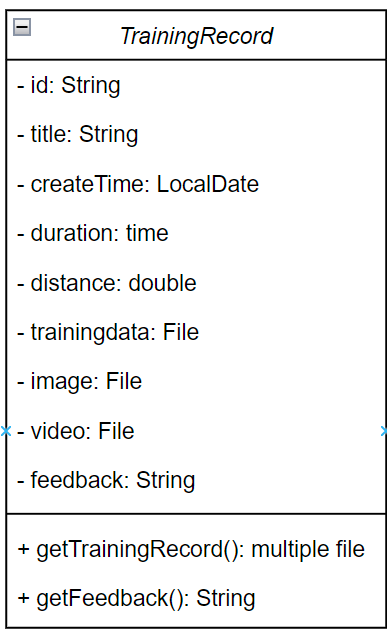 TrainingRecord
- id: String
- title: String
- createTime: LocalDate
- duration: time
- distance: double
- trainingdata: File
- image: File
- video: File
- feedback: String
+ getTrainingRecord(): multiple file
+ getFeedback(): String